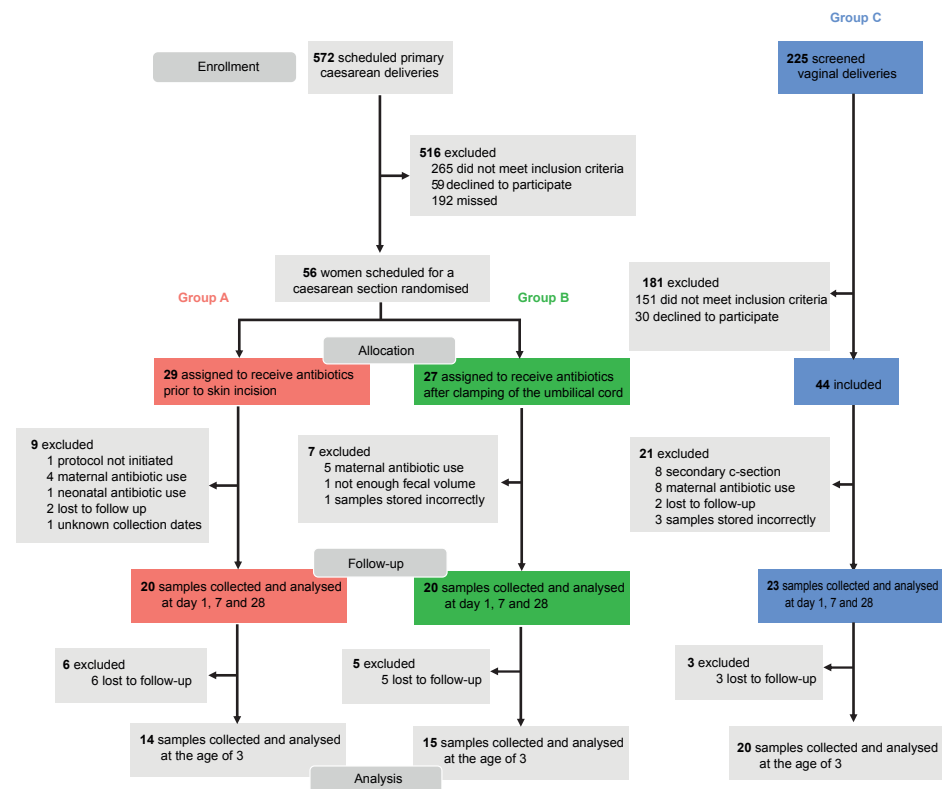 Group C
Enrollment
572 scheduled primary
caesarean deliveries
225 screened
vaginal deliveries
516 excluded
265 did not meet inclusion criteria
59 declined to participate
192 missed
56 women scheduled for a
caesarean section randomised
Group A
Group B
181 excluded
151 did not meet inclusion criteria
30 declined to participate
Allocation
29 assigned to receive antibiotics
prior to skin incision
27 assigned to receive antibiotics
after clamping of the umbilical cord
44 included
9 excluded
1 protocol not initiated
4 maternal antibiotic use
1 neonatal antibiotic use
2 lost to follow up
1 unknown collection dates
7 excluded
5 maternal antibiotic use
1 not enough fecal volume
1 samples stored incorrectly
21 excluded
8 secondary c-section
8 maternal antibiotic use
2 lost to follow-up
3 samples stored incorrectly
Follow-up
20 samples collected and analysed
at day 1, 7 and 28
20 samples collected and analysed
at day 1, 7 and 28
23 samples collected and analysed
at day 1, 7 and 28
6 excluded
6 lost to follow-up
5 excluded
5 lost to follow-up
3 excluded
3 lost to follow-up
14 samples collected and analysed
at the age of 3
15 samples collected and analysed
at the age of 3
20 samples collected and analysed
at the age of 3
Analysis